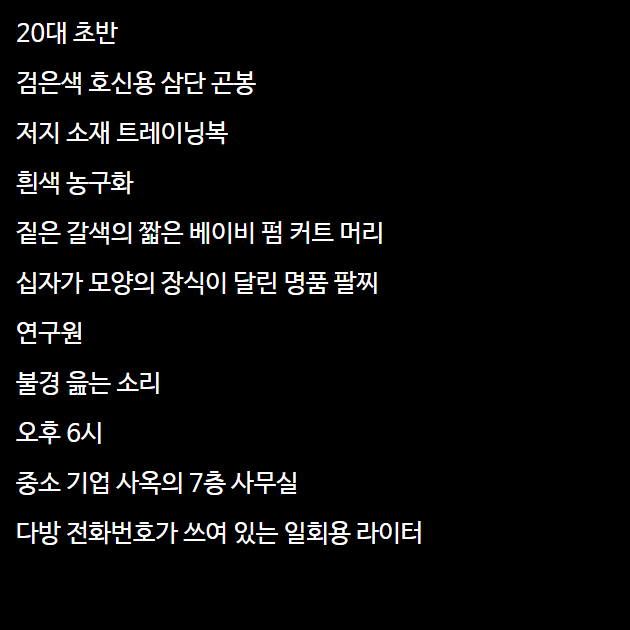 20대 초반
검은색 호신용 삼단 곤봉
저지 소재 트레이닝복
흰색 농구화
짙은 갈색의 짧은 베이비 펌 커트 머리
십자가 모양의 장식이 달린 명품 팔찌
연구원
불경 읊는 소리
오후 6시
중소 기업 사옥의 7층 사무실
다방 전화번호가 쓰여 있는 일회용 라이터